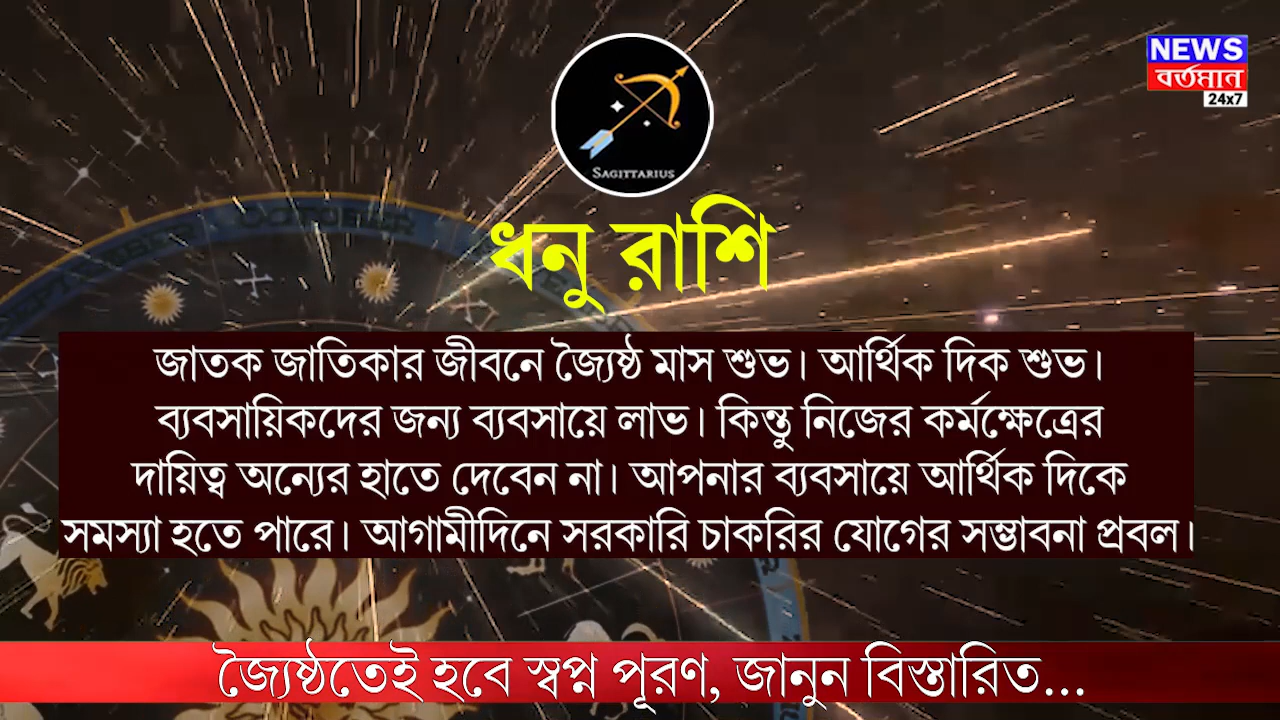 NEWS
বর্তমান
24x7
SAGITTARIUS
ধনু রাশি
OCTOBER
জাতক জাতিকার জীবনে জ্যৈষ্ঠ মাস শুভ। আর্থিক দিক শুভ।
ব্যবসায়িকদের জন্য ব্যবসায়ে লাভ। কিন্তু নিজের কর্মক্ষেত্রের
দায়িত্ব অন্যের হাতে দেবেন না। আপনার ব্যবসায়ে আর্থিক দিকে
সমস্যা হতে পারে। আগামীদিনে সরকারি চাকরির যোগের সম্ভাবনা প্রবল।
জ্যৈষ্ঠতেই হবে স্বপ্ন পূরণ, জানুন বিস্তারিত...